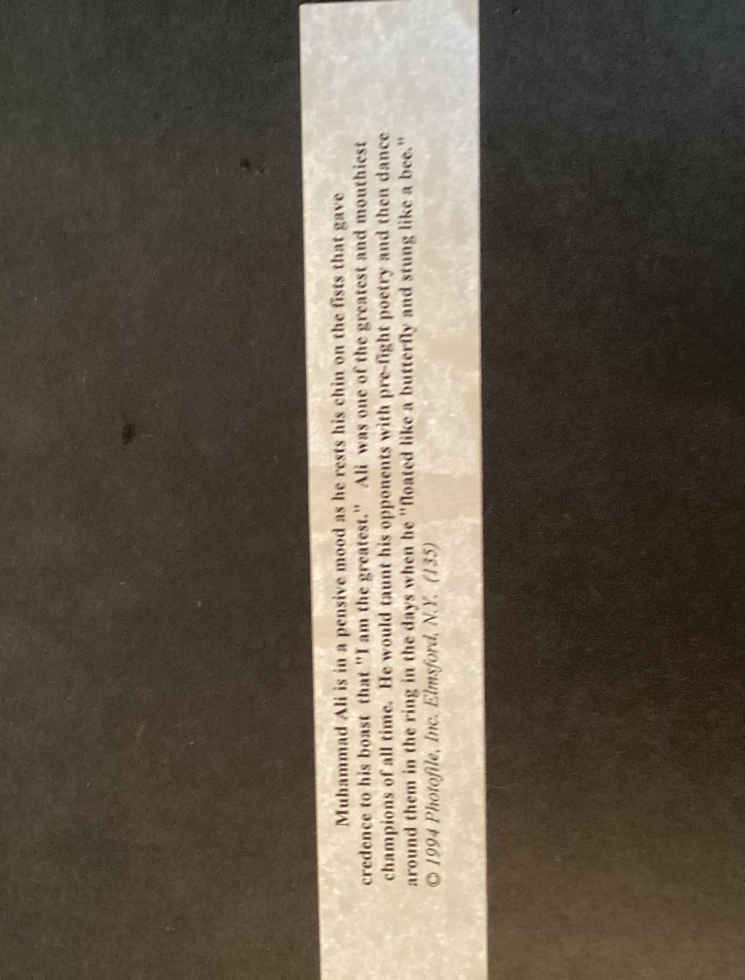 Muhammad Ali is in a pensive mood as he rests his chin on the fists that gave
credence to his boast that "I am the greatest." Ali was one of the greatest and mouthiest
champions of all time. He would taunt his opponents with pre-fight poetry and then dance
around them in the ring in the days when he "floated like a butterfly and stung like a bee."
© 1994 Photofile, Inc. Elmsford, N.Y. (135)